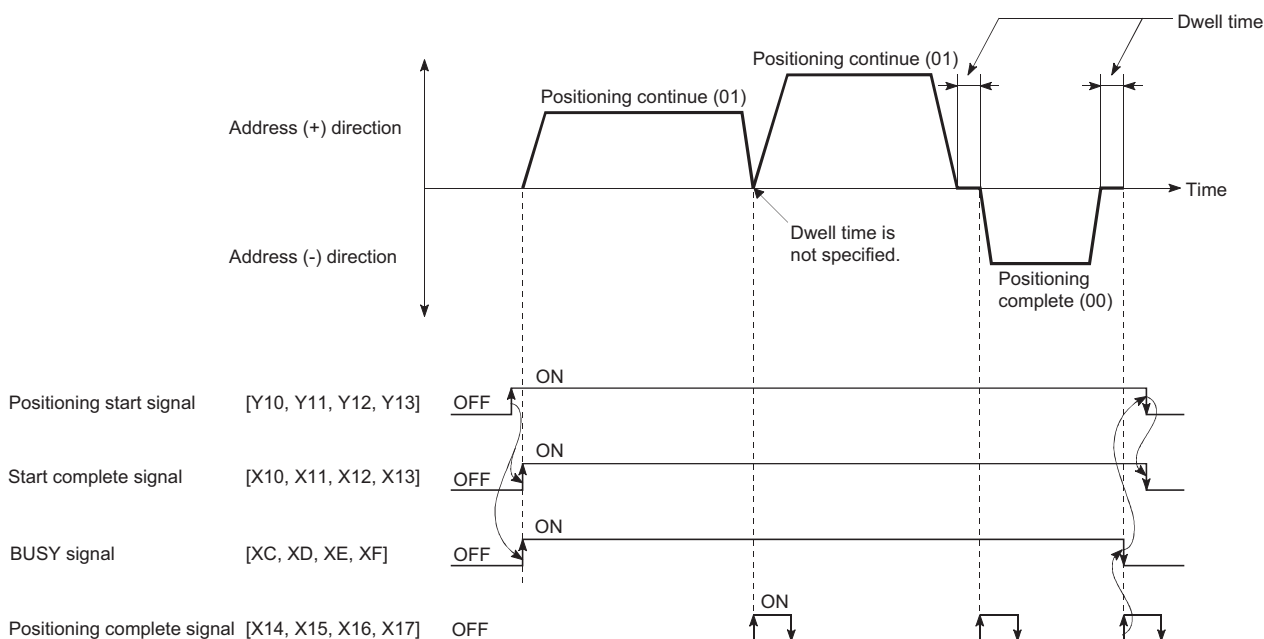 Dwell time
Positioning continue (01)
Positioning continue (01)
Address (+) direction
Time
Dwell time is
not specified.
Address (-) direction
Positioning
complete (00)
ON
Positioning start signal [Y10, Y11, Y12, Y13] OFF
ON
Start complete signal [X10, X11, X12, X13] OFF
ON
BUSY signal [XC, XD, XE, XF] OFF
ON
Positioning complete signal [X14, X15, X16, X17] OFF